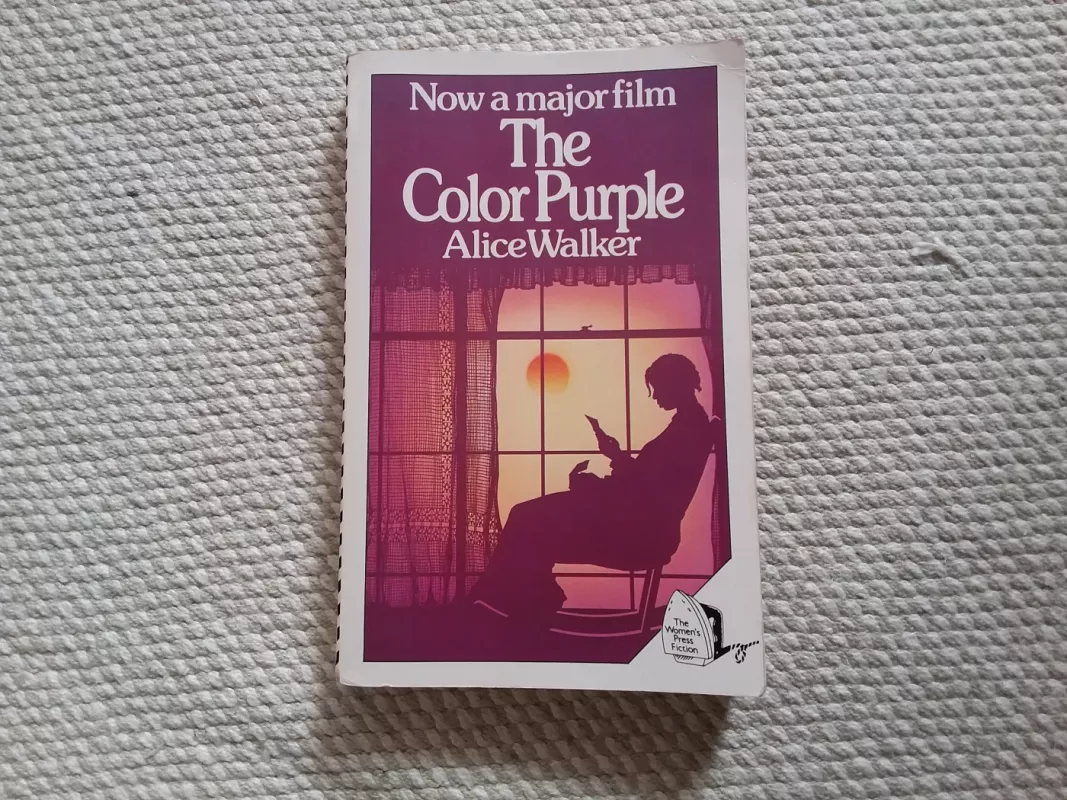 Now a major film
The
Color Purple
Alice Walker
The
Women's
Press
Fiction